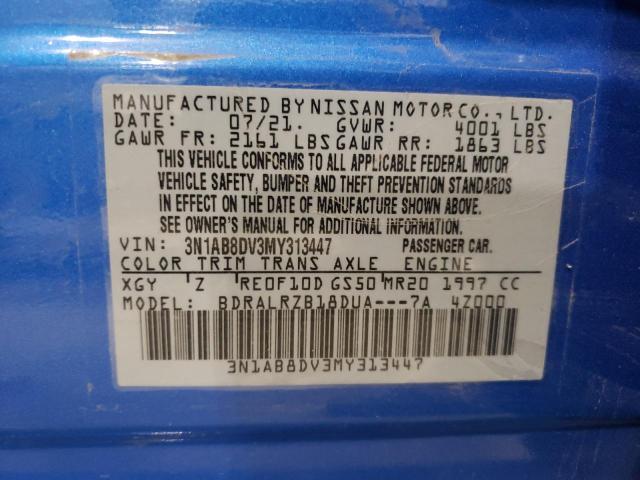 MANUFACTURED BY NISSAN MOTOR CO., LTD.
DATE: 07/21. GVWR: 4001 LBS
GAWR FR: 2161 LBS GAWR RR: 1863 LBS
THIS VEHICLE CONFORMS TO ALL APPLICABLE FEDERAL MOTOR
VEHICLE SAFETY, BUMPER AND THEFT PREVENTION STANDARDS
IN EFFECT ON THE DATE OF MANUFACTURE SHOWN ABOVE.
SEE OWNER'S MANUAL FOR ADDITIONAL INFORMATION.
VIN: 3N1AB8DV3MY313447 PASSENGER CAR.
COLOR TRIM TRANS AXLE ENGINE
XGY Z RE0F10D GS50 MR20 1997 CC
MODEL: BDRALRZB18DUA---7A 4Z000
3N1AB8DV3MY313447